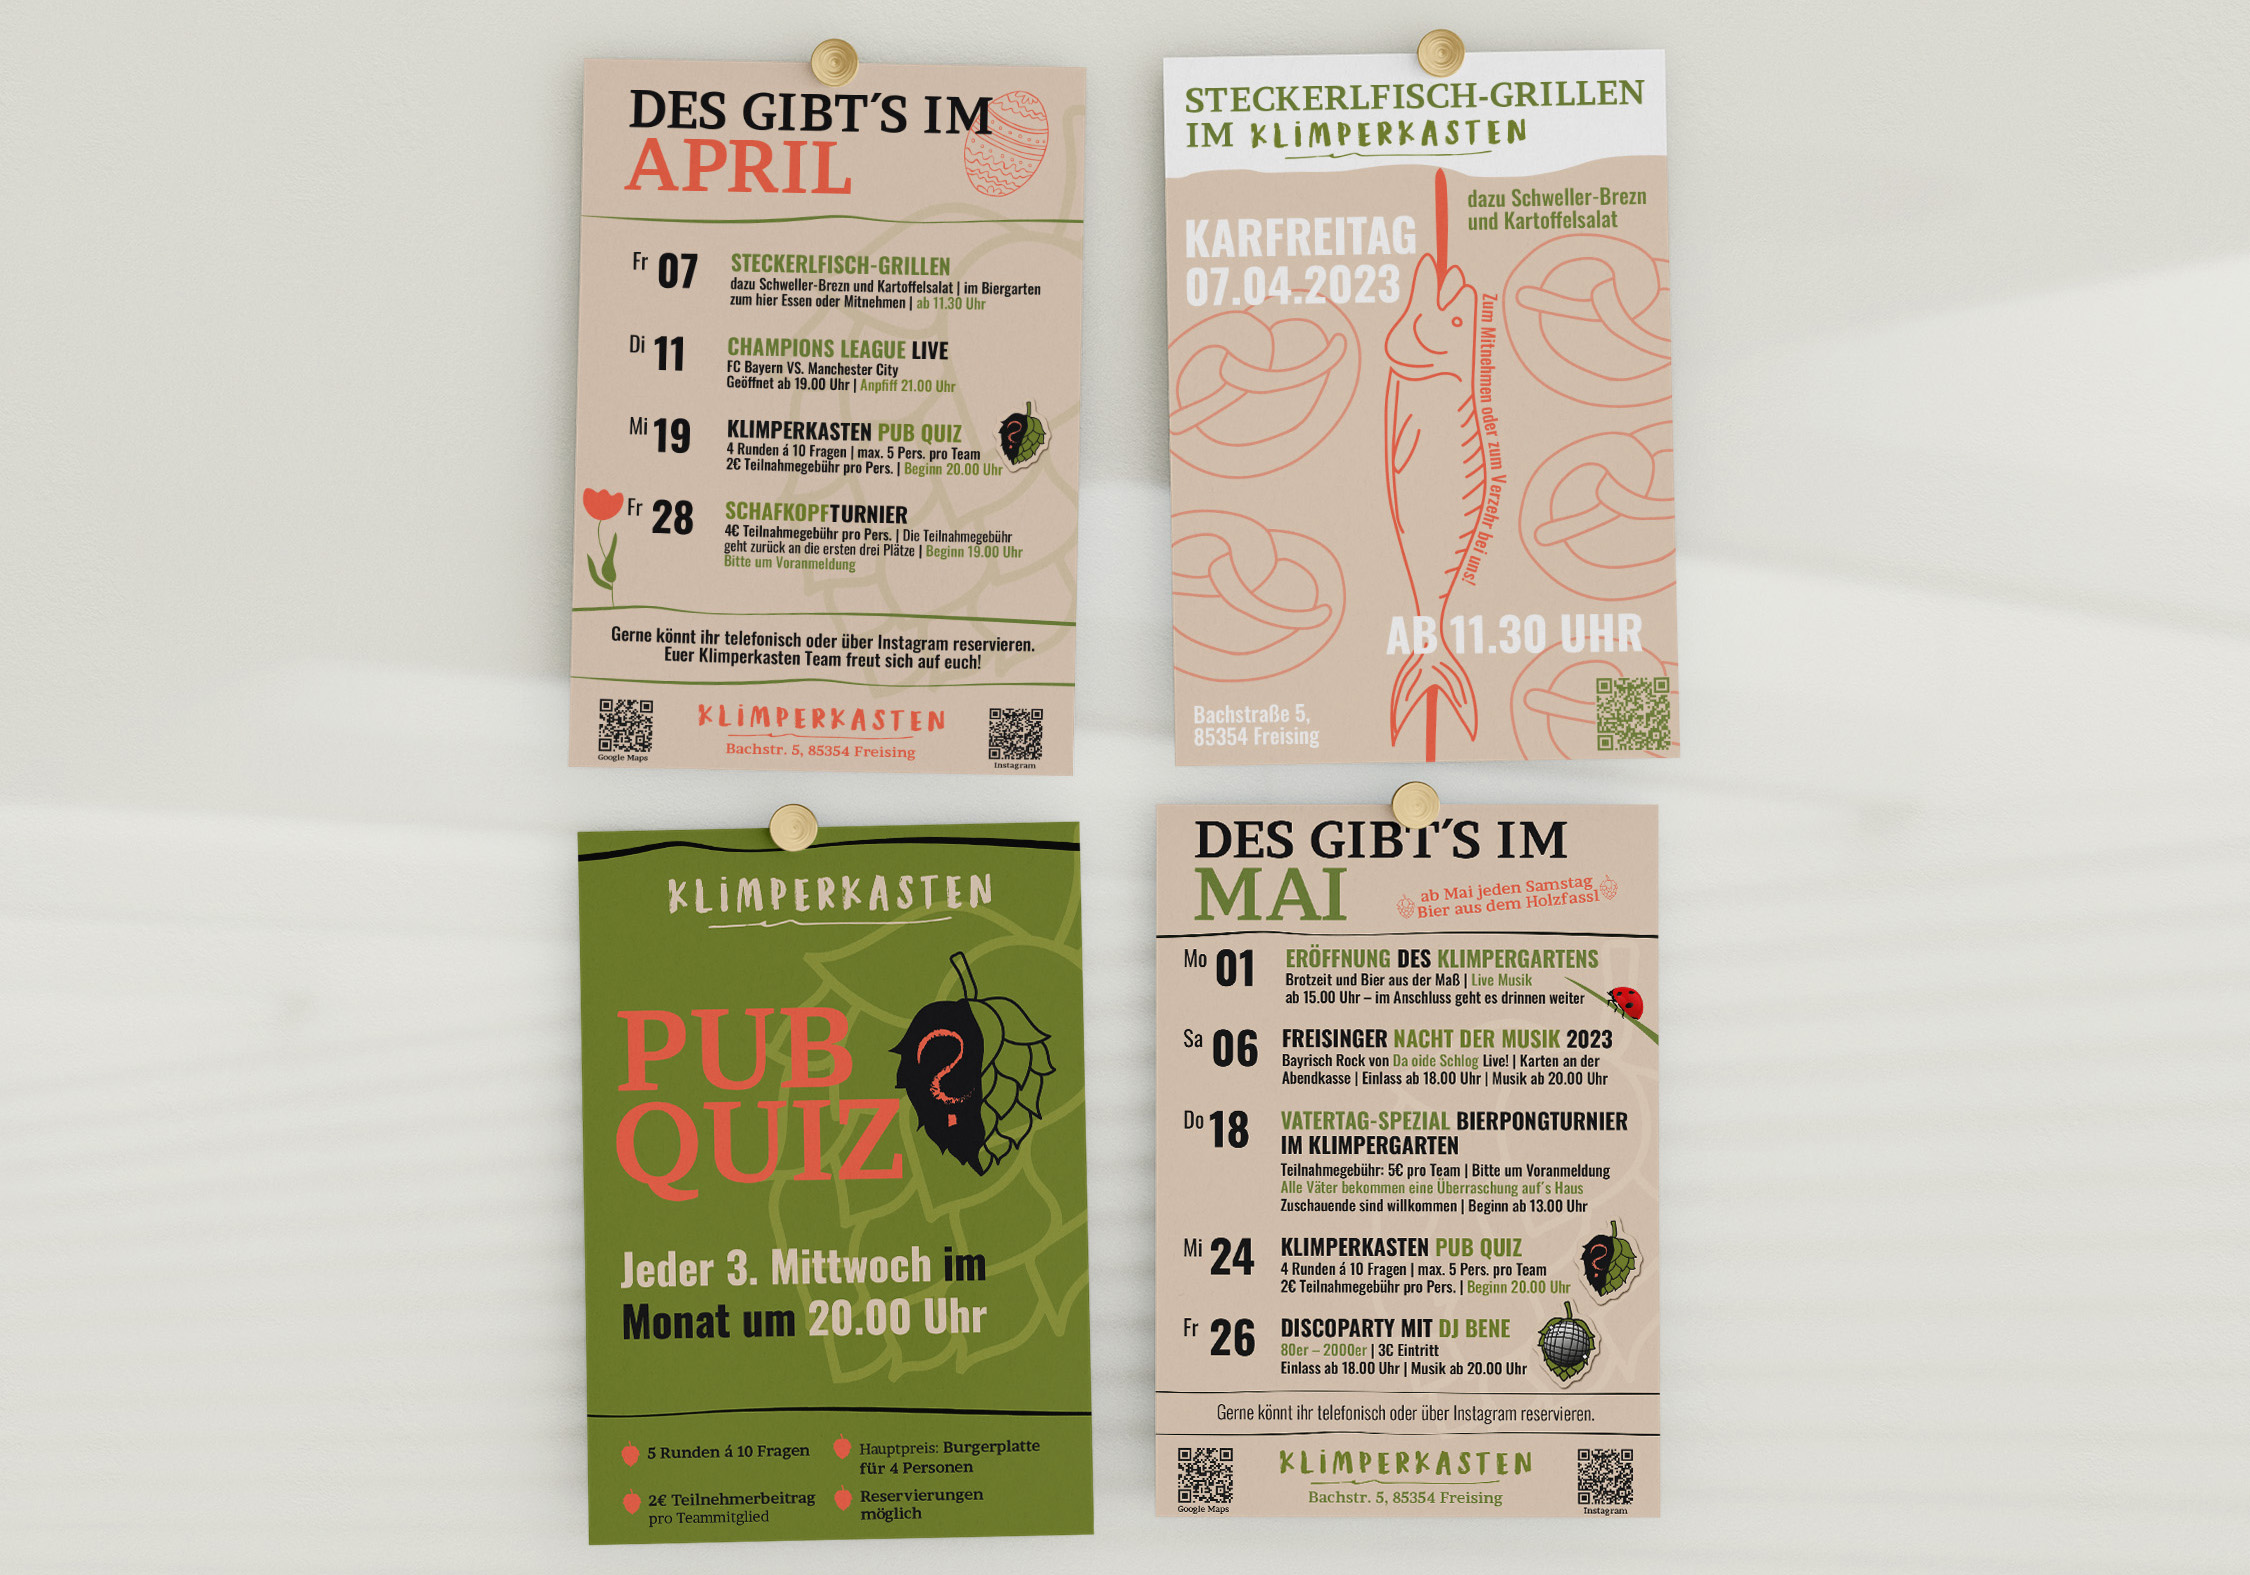 DES GIBT´S IM
APRIL
Fr 07
STECKERLFISCH-GRILLEN
dazu Schweller-Brezn und Kartoffelsalat | im Biergarten
zum hier Essen oder Mitnehmen | ab 11.30 Uhr
Di 11
CHAMPIONS LEAGUE LIVE
FC Bayern VS. Manchester City
Geöffnet ab 19.00 Uhr | Anpfiff 21.00 Uhr
Mi 19
KLIMPERKASTEN PUB QUIZ
4 Runden á 10 Fragen | max. 5 Pers. pro Team
2€ Teilnahmegebühr pro Pers. | Beginn 20.00 Uhr
?
Fr 28
SCHAFKOPFTURNIER
4€ Teilnahmegebühr pro Pers. | Die Teilnahmegebühr
geht zurück an die ersten drei Plätze | Beginn 19.00 Uhr
Bitte um Voranmeldung
Gerne könnt ihr telefonisch oder über Instagram reservieren.
Euer Klimperkasten Team freut sich auf euch!
KLiMPERKASTEN
Bachstr. 5, 85354 Freising
Google Maps
Instagram
STECKERLFISCH-GRILLEN
IM KLiMPERKASTEN
dazu Schweller-Brezn
und Kartoffelsalat
KARFREITAG
07.04.2023
Zum Mitnehmen oder zum Verzehr bei uns!
AB 11.30 UHR
Bachstraße 5,
85354 Freising
KLiMPERKASTEN
PUB
QUIZ
?
Jeder 3. Mittwoch im
Monat um 20.00 Uhr
5 Runden á 10 Fragen
2€ Teilnehmerbeitrag
pro Teammitglied
Hauptpreis: Burgerplatte
für 4 Personen
Reservierungen
möglich
DES GIBT´S IM
MAI
ab Mai jeden Samstag
Bier aus dem Holzfassl
Mo 01
ERÖFFNUNG DES KLIMPERGARTENS
Brotzeit und Bier aus der Maß | Live Musik
ab 15.00 Uhr – im Anschluss geht es drinnen weiter
Sa 06
FREISINGER NACHT DER MUSIK 2023
Bayrisch Rock von Da oide Schlog Live! | Karten an der
Abendkasse | Einlass ab 18.00 Uhr | Musik ab 20.00 Uhr
Do 18
VATERTAG-SPEZIAL BIERPONGTURNIER
IM KLIMPERGARTEN
Teilnahmegebühr: 5€ pro Team | Bitte um Voranmeldung
Alle Väter bekommen eine Überraschung auf´s Haus
Zuschauende sind willkommen | Beginn ab 13.00 Uhr
Mi 24
KLIMPERKASTEN PUB QUIZ
4 Runden á 10 Fragen | max. 5 Pers. pro Team
2€ Teilnahmegebühr pro Pers. | Beginn 20.00 Uhr
?
Fr 26
DISCOPARTY MIT DJ BENE
80er – 2000er | 3€ Eintritt
Einlass ab 18.00 Uhr | Musik ab 20.00 Uhr
Gerne könnt ihr telefonisch oder über Instagram reservieren.
KLiMPERKASTEN
Bachstr. 5, 85354 Freising
Google Maps
Instagram